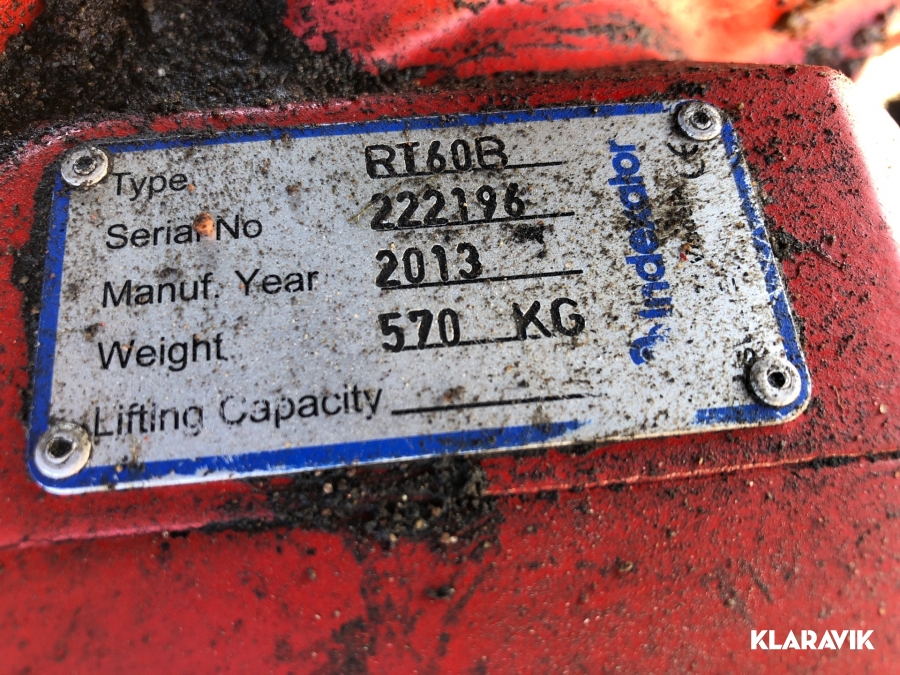 Type RT60B
Serial No 222196
Manuf. Year 2013
Weight 570 KG
Lifting Capacity
indexator
CE
KLARAVIK